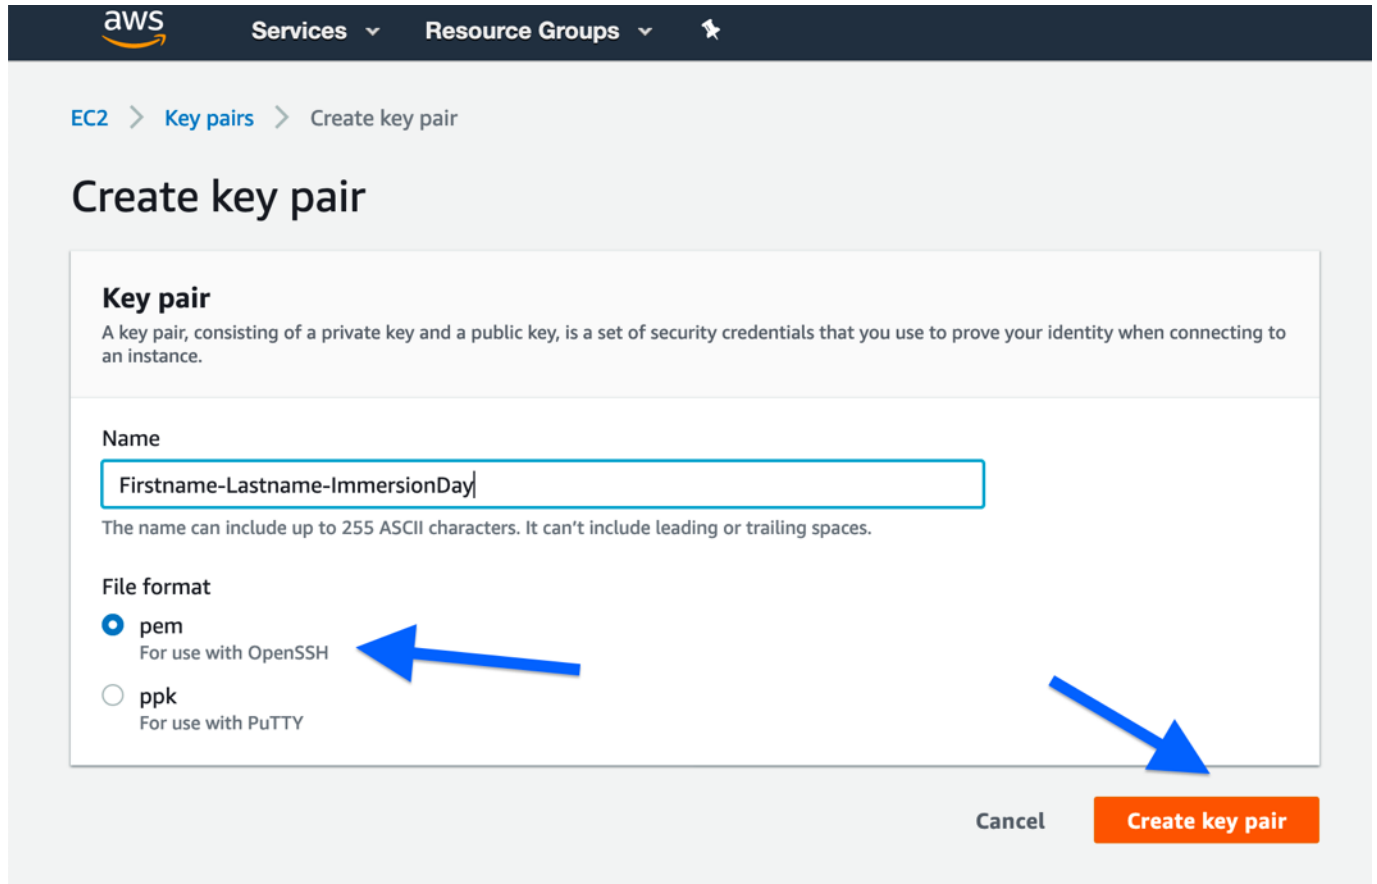 aws
Services
Resource Groups
EC2
Key pairs
Create key pair
Create key pair
Key pair
A key pair, consisting of a private key and a public key, is a set of security credentials that you use to prove your identity when connecting to
an instance.
Name
Firstname-Lastname-ImmersionDay
The name can include up to 255 ASCII characters. It can’t include leading or trailing spaces.
File format
pem
For use with OpenSSH
ppk
For use with PuTTY
Cancel
Create key pair